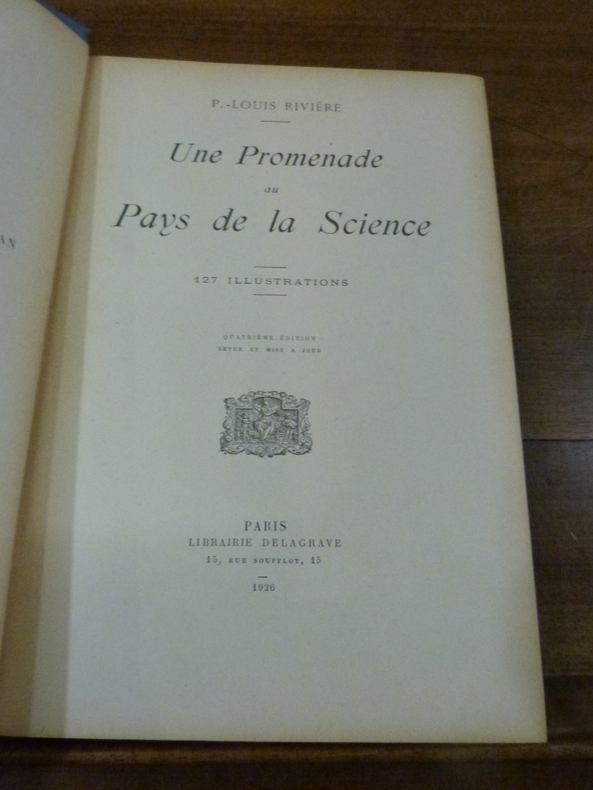 P.-LOUIS RIVIÈRE
Une Promenade
au
Pays de la Science
127 ILLUSTRATIONS
QUATRIÈME ÉDITION
REVUE ET MISE A JOUR
PARIS
LIBRAIRIE DELAGRAVE
15, RUE SOUFFLOT, 15
1926
AN